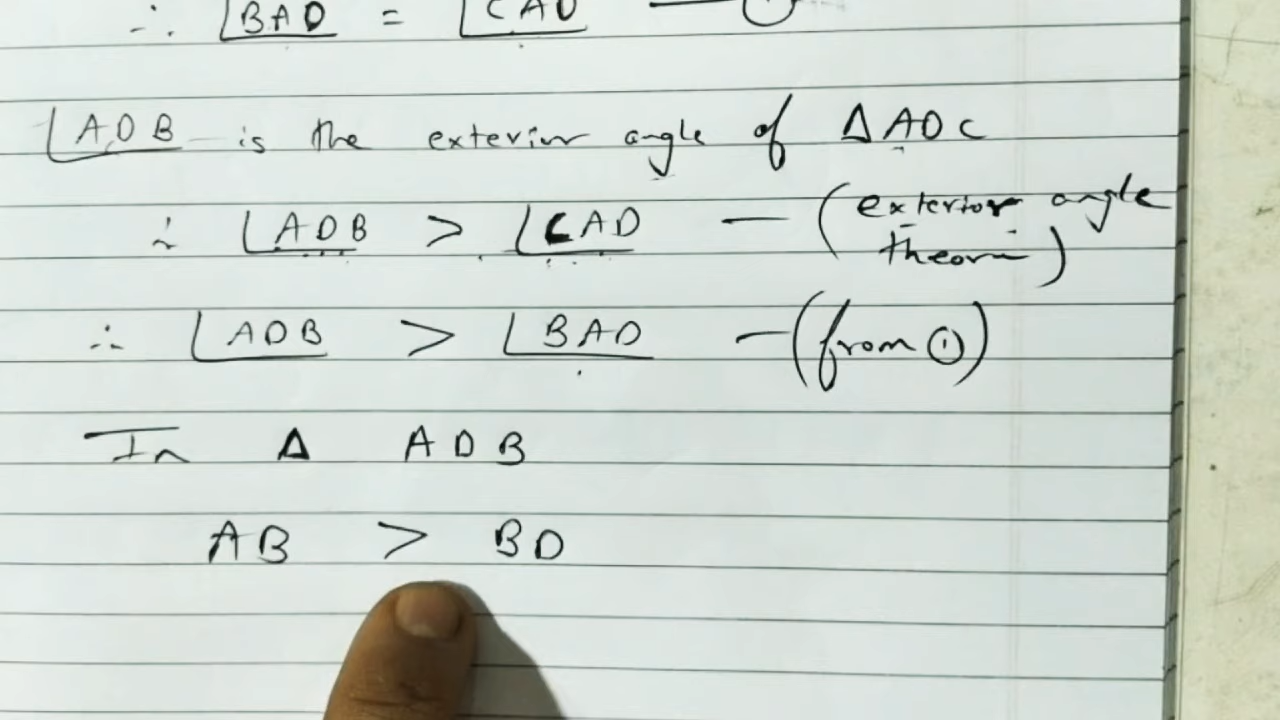 ∴ ∠BAD = ∠CAD — ①
∠ADB is the exterior angle of ΔADC
∴ ∠ADB > ∠CAD — (exterior angle
theorm)
∴ ∠ADB > ∠BAD — (from ①)
In Δ ADB
AB > BD